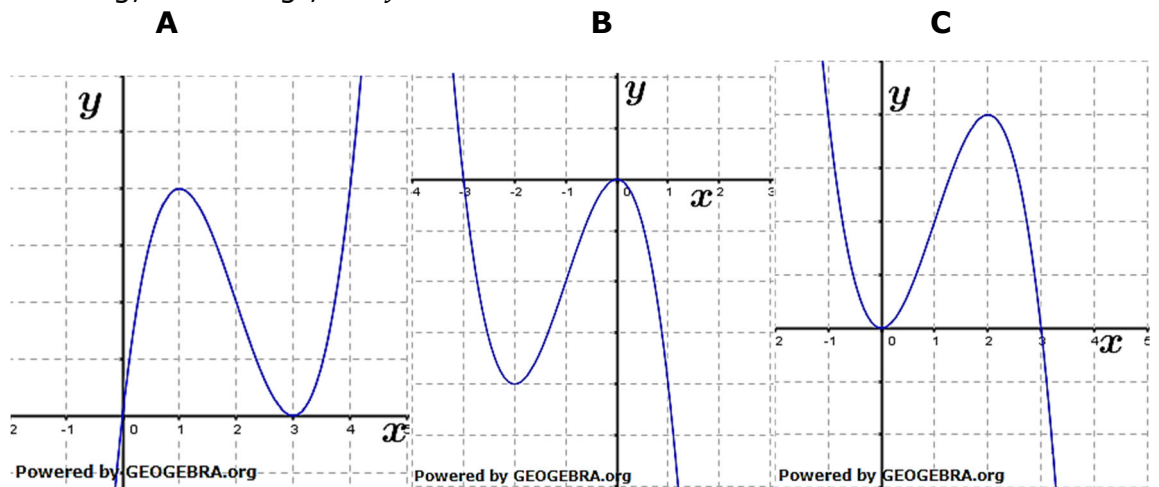 A B C
y y y
-4 -3 -2 -1 0 1 2 3
x
2 -1 0 1 2 3 4 5
x
2 -1 0 1 2 3 4 5
x
Powered by GEOGEBRA.org Powered by GEOGEBRA.org Powered by GEOGEBRA.org